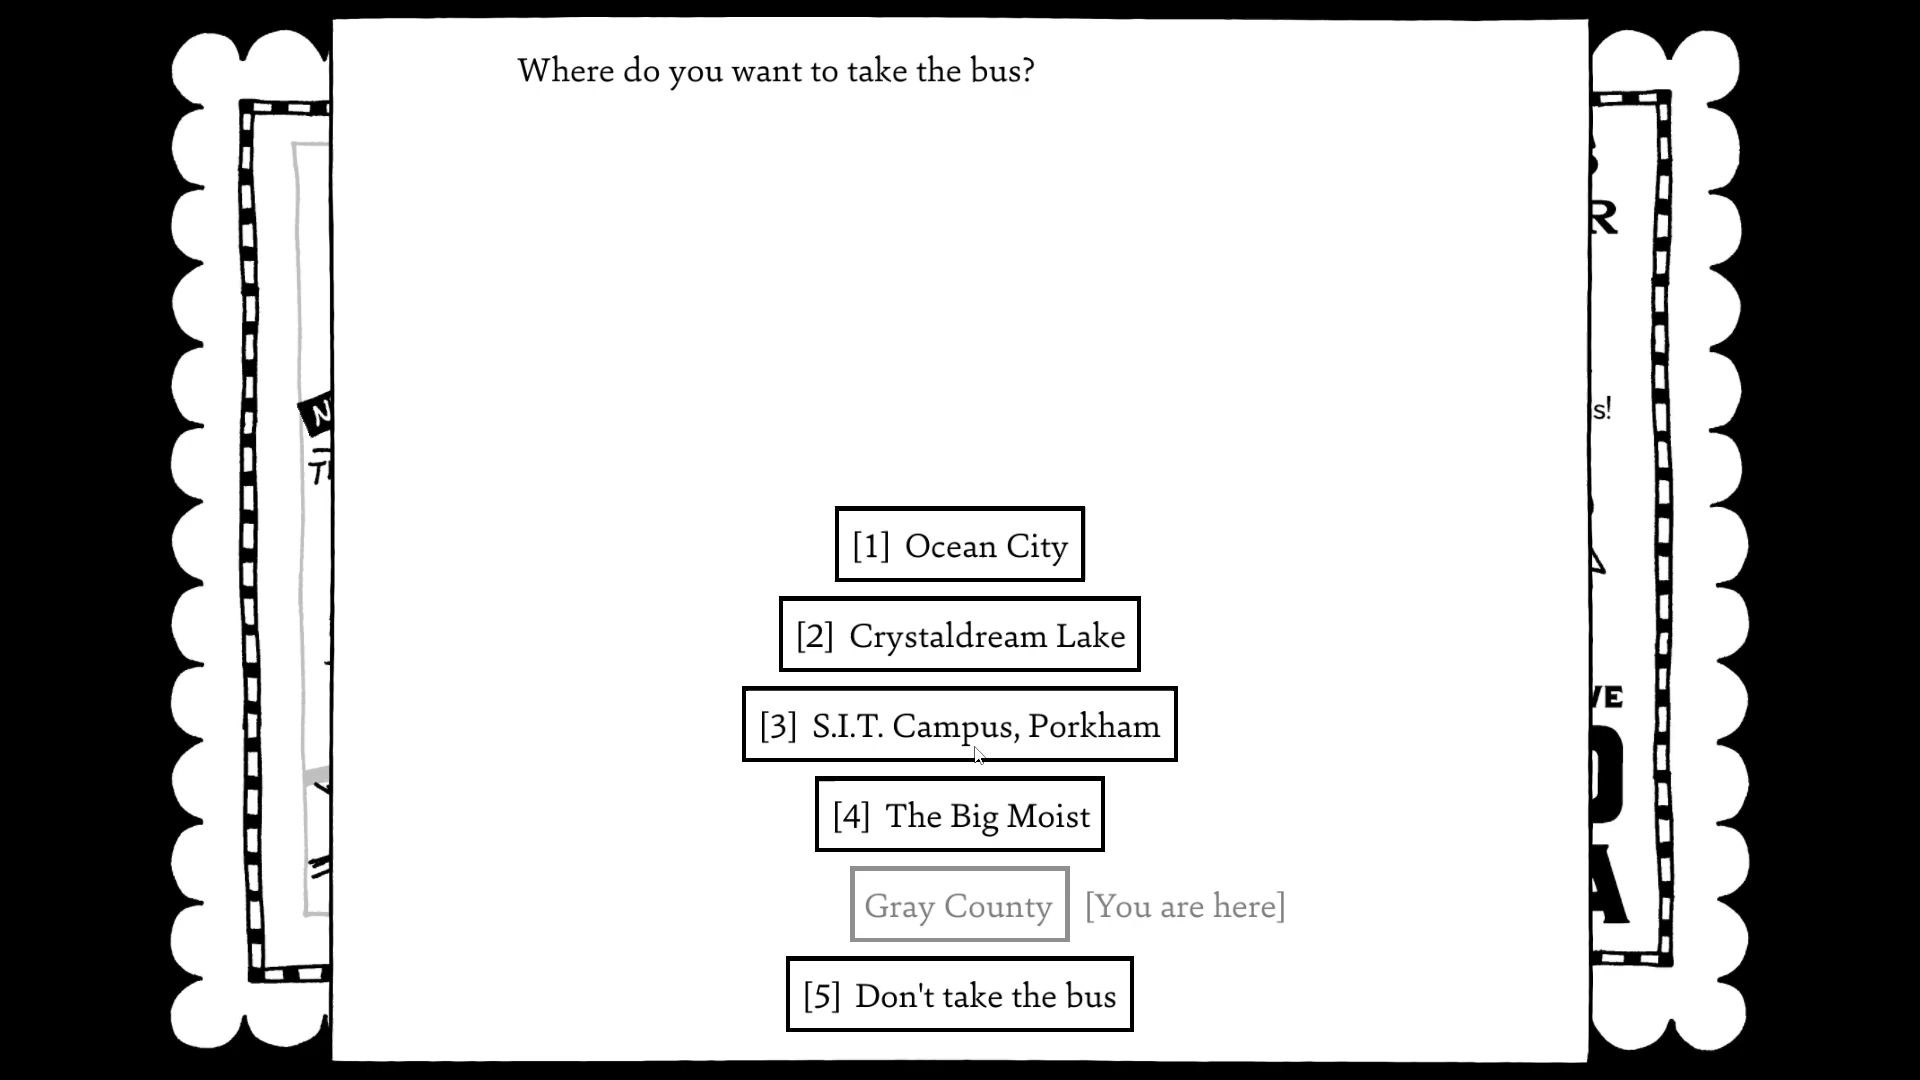 Where do you want to take the bus?
R
s!
[1] Ocean City
[2] Crystaldream Lake
[3] S.I.T. Campus, Porkham
[4] The Big Moist
Gray County [You are here]
[5] Don't take the bus